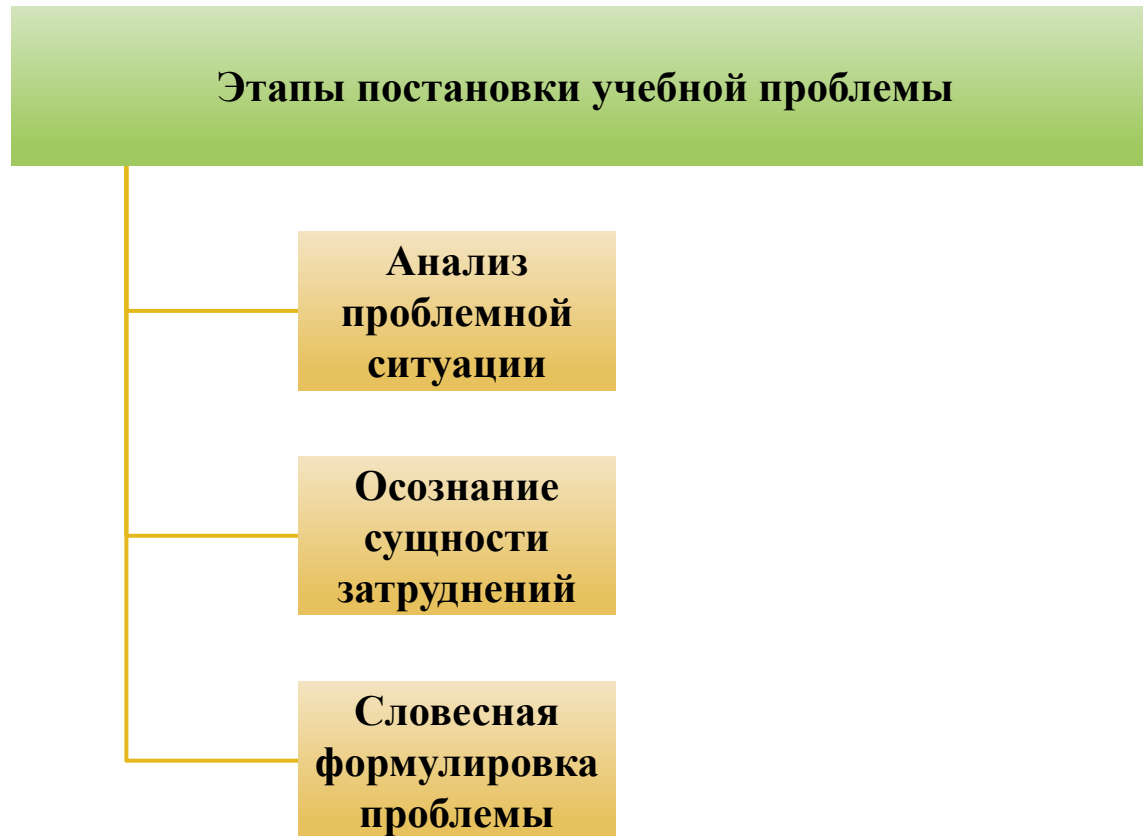 Этапы постановки учебной проблемы
Анализ
проблемной
ситуации
Осознание
сущности
затруднений
Словесная
формулировка
проблемы